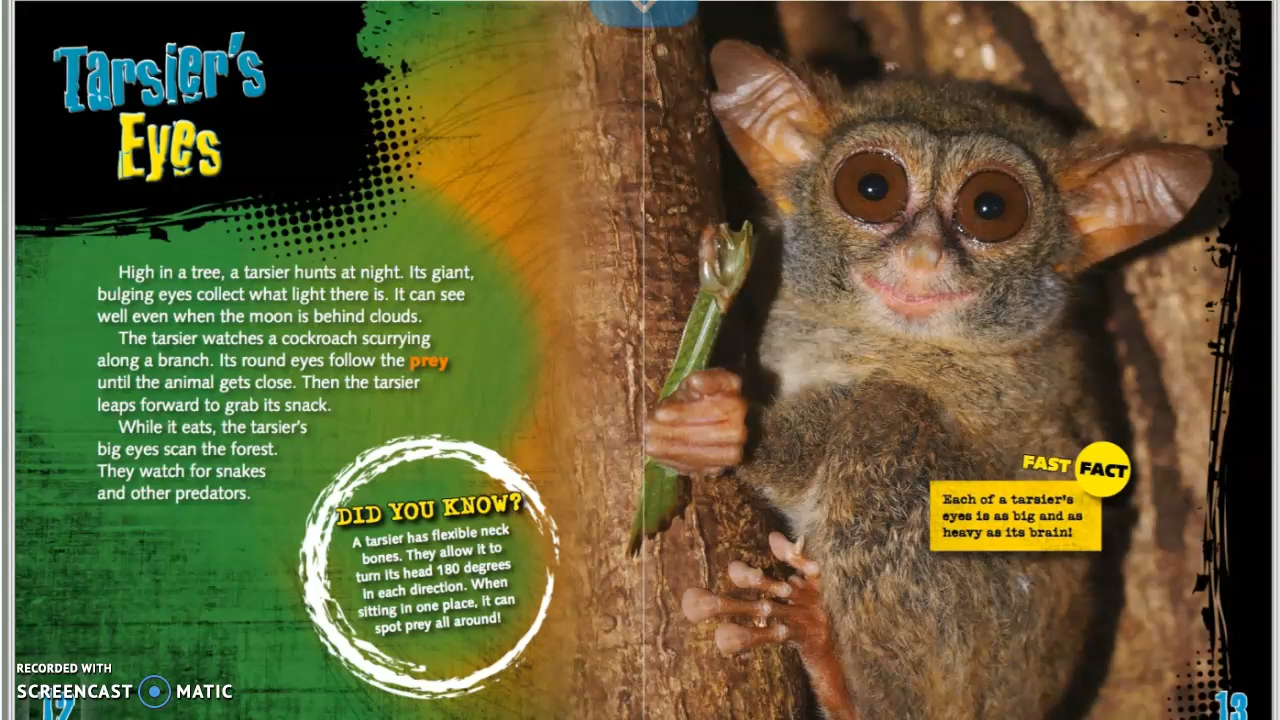 Tarsier's
Eyes
High in a tree, a tarsier hunts at night. Its giant,
bulging eyes collect what light there is. It can see
well even when the moon is behind clouds.
The tarsier watches a cockroach scurrying
along a branch. Its round eyes follow the prey
until the animal gets close. Then the tarsier
leaps forward to grab its snack.
While it eats, the tarsier's
big eyes scan the forest.
They watch for snakes
and other predators.
DID YOU KNOW?
A tarsier has flexible neck
bones. They allow it to
turn its head 180 degrees
in each direction. When
sitting in one place, it can
spot prey all around!
FAST FACT
Each of a tarsier's
eyes is as big and as
heavy as its brain!
RECORDED WITH
SCREENCAST MATIC
12
13